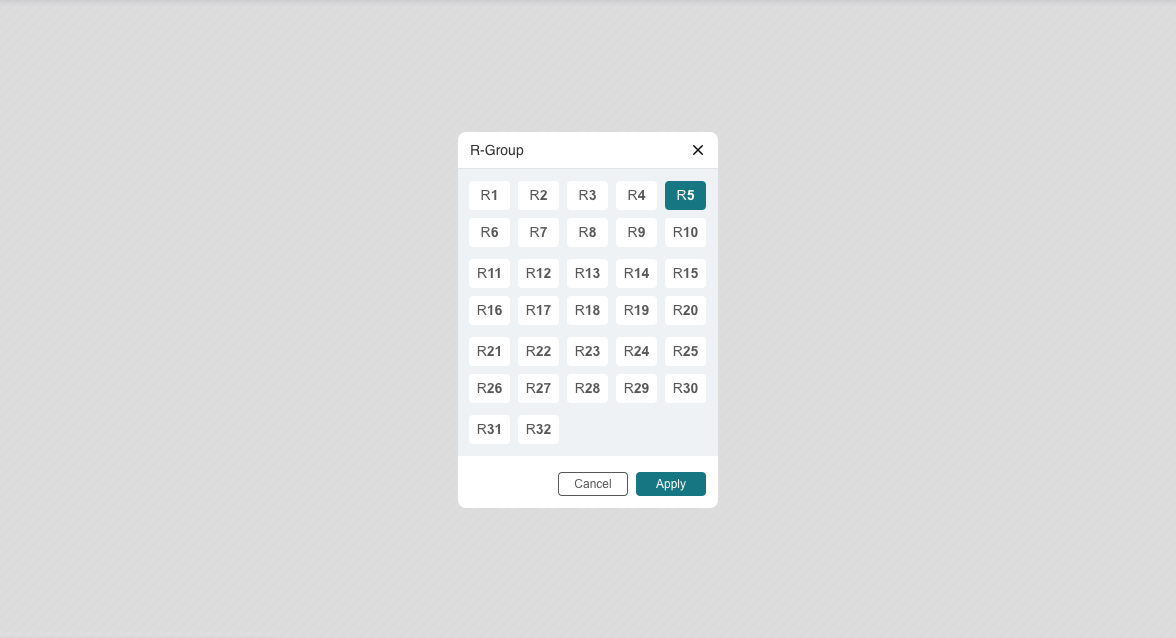 R-Group
R1 R2 R3 R4 R5
R6 R7 R8 R9 R10
R11 R12 R13 R14 R15
R16 R17 R18 R19 R20
R21 R22 R23 R24 R25
R26 R27 R28 R29 R30
R31 R32
Cancel Apply